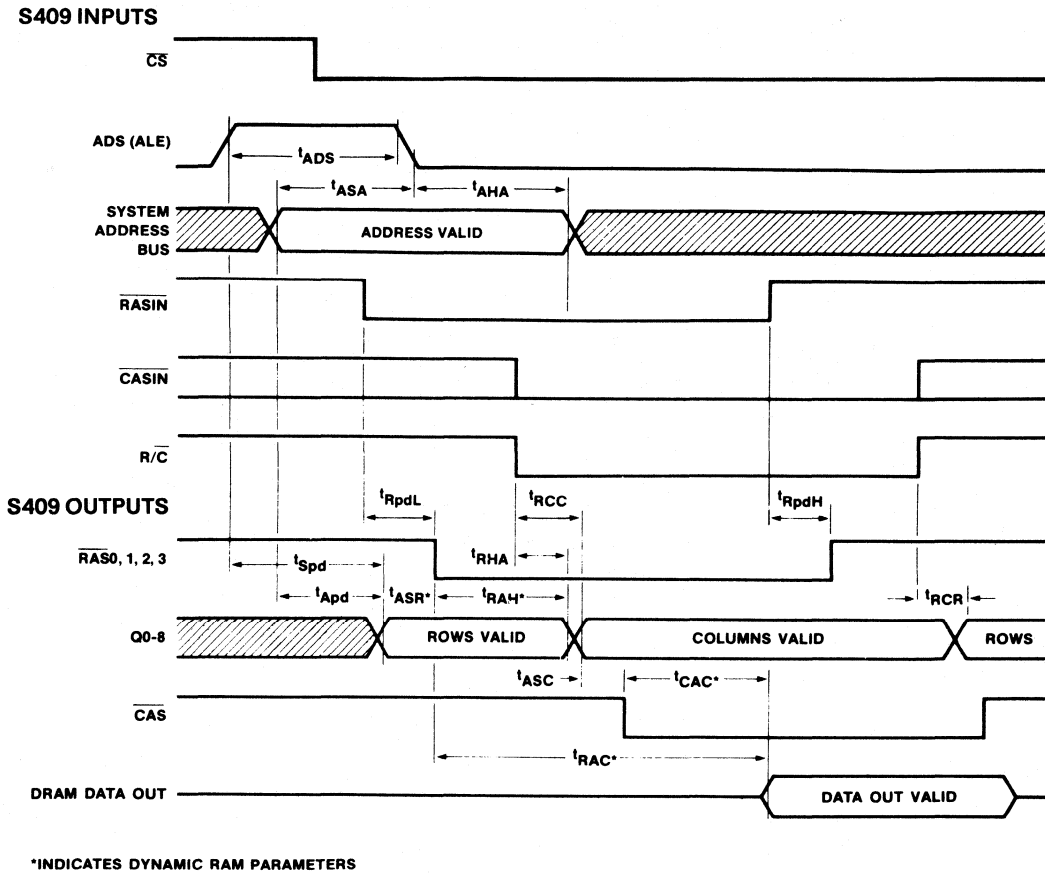 S409 INPUTS
CS
ADS (ALE)
tADS
tASA
tAHA
SYSTEM
ADDRESS
BUS
ADDRESS VALID
RASIN
CASIN
R/C
S409 OUTPUTS
tRpdL
tRCC
tRpdH
RAS0, 1, 2, 3
tRHA
tSpd
tApd
tASR*
tRAH*
tRCR
Q0-8
ROWS VALID
COLUMNS VALID
ROWS
tASC
tCAC*
CAS
tRAC*
DRAM DATA OUT
DATA OUT VALID
*INDICATES DYNAMIC RAM PARAMETERS